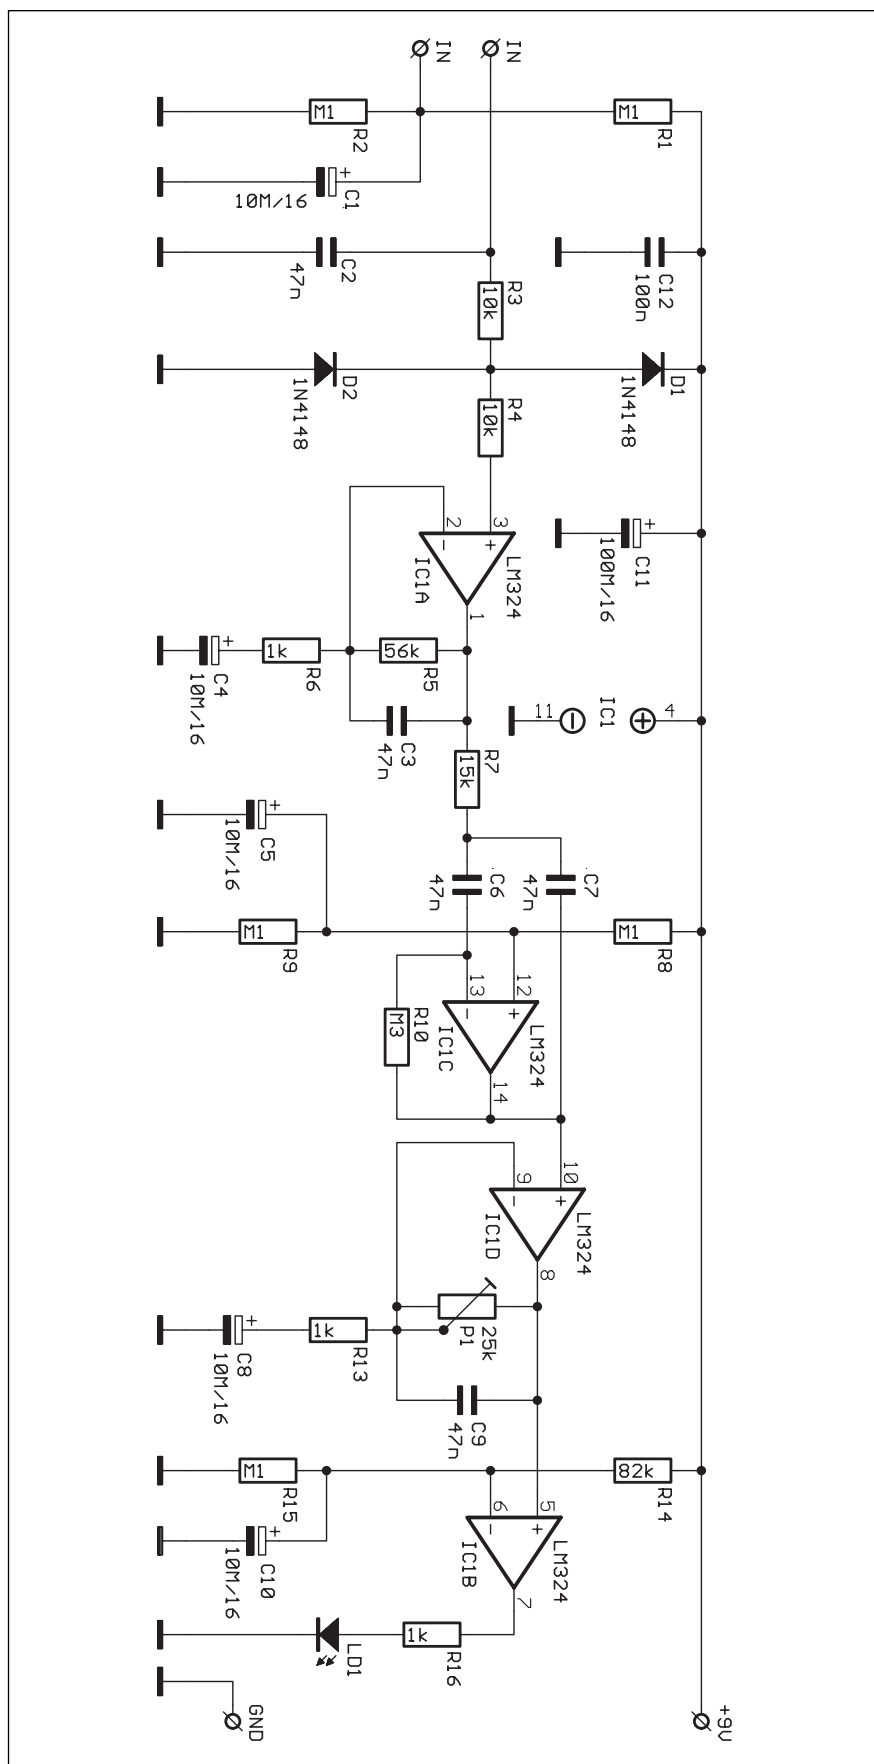 IN
IN
M1
R2
M1
R1
+
C1
10M/16
C2
47n
C12
100n
R3
10k
D2
1N4148
D1
1N4148
R4
10k
2
3
-
+
IC1A
LM324
1
+
C11
100M/16
+
C4
10M/16
1k
R6
56k
R5
C3
47n
11
-
IC1
+
4
R7
15k
+
C5
10M/16
C6
47n
C7
47n
M1
R9
M1
R8
13
12
-
+
IC1C
LM324
14
R10
M3
9
10
-
+
IC1D
LM324
8
+
C8
10M/16
1k
R13
P1
25k
C9
47n
M1
R15
82k
R14
+
C10
10M/16
6
5
-
+
IC1B
LM324
7
LD1
1k
R16
GND
+9V